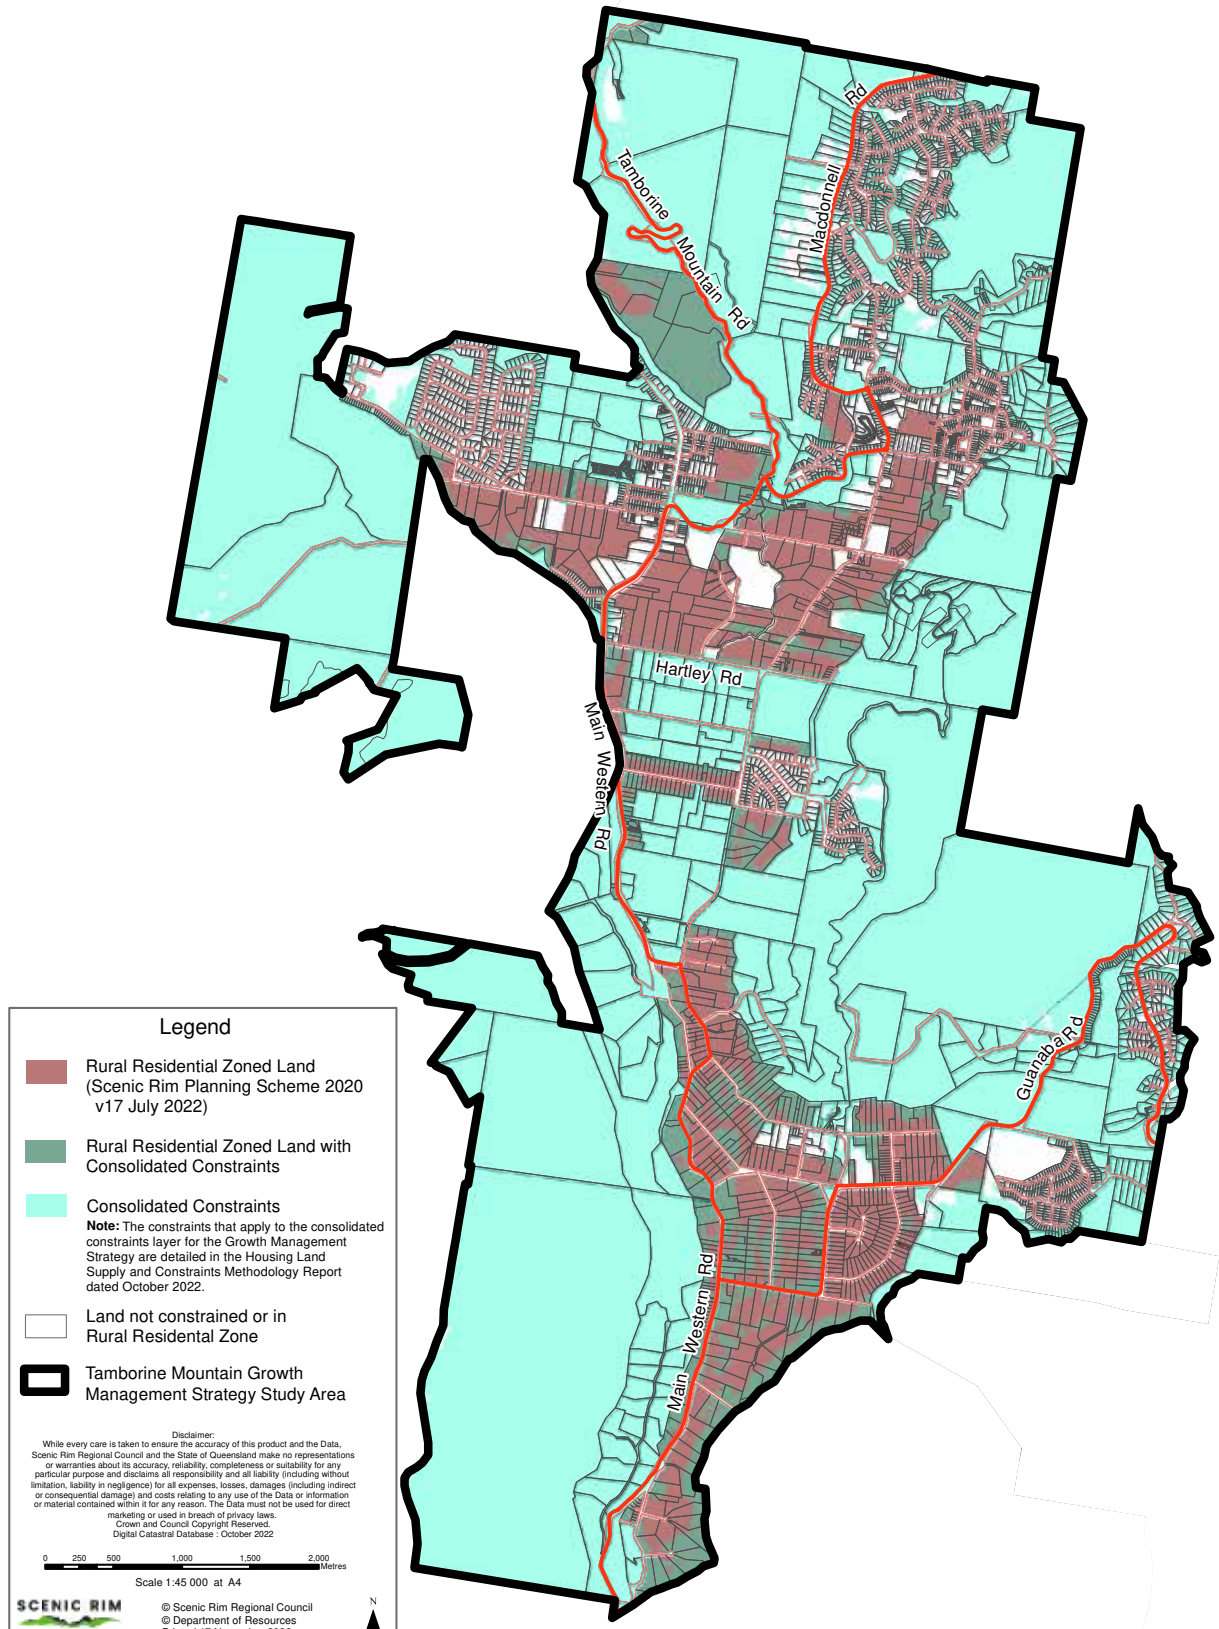 Rd
Macdonnell
Tamborine
Mountain Rd
Hartley Rd
Main Western Rd
Guanaba Rd
Main Western Rd
Legend
Rural Residential Zoned Land
(Scenic Rim Planning Scheme 2020
v17 July 2022)
Rural Residential Zoned Land with
Consolidated Constraints
Consolidated Constraints
Note: The constraints that apply to the consolidated
constraints layer for the Growth Management
Strategy are detailed in the Housing Land
Supply and Constraints Methodology Report
dated October 2022.
Land not constrained or in
Rural Residental Zone
Tamborine Mountain Growth
Management Strategy Study Area
Disclaimer:
While every care is taken to ensure the accuracy of this product and the Data,
Scenic Rim Regional Council and the State of Queensland make no representations
or warranties about its accuracy, reliability, completeness or suitability for any
particular purpose and disclaims all responsibility and all liability (including without
limitation, liability in negligence) for all expenses, losses, damages (including indirect
or consequential damage) and costs relating to any use of the Data or information
or material contained within it for any reason. The Data must not be used for direct
marketing or used in breach of privacy laws.
Crown and Council Copyright Reserved.
Digital Catastral Database : October 2022
0 250 500 1,000 1,500 2,000
Metres
Scale 1:45 000 at A4
SCENIC RIM
© Scenic Rim Regional Council
© Department of Resources
N